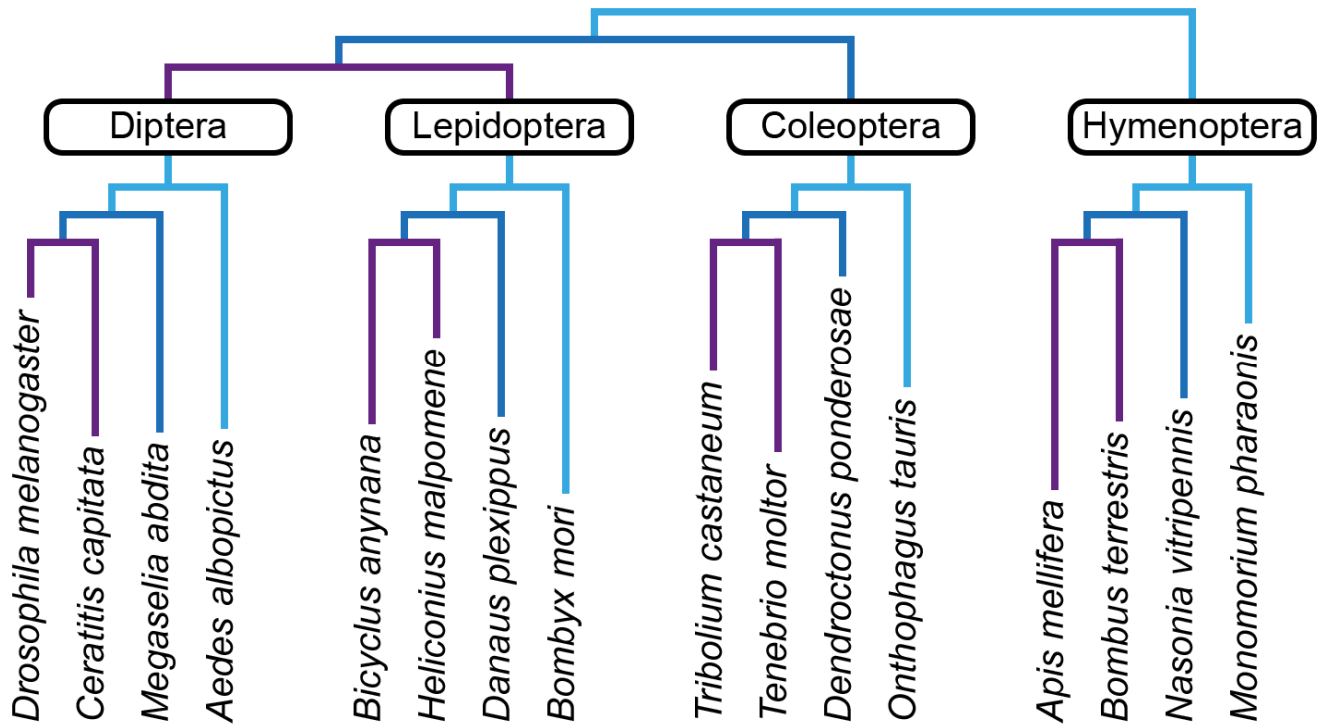 Diptera
Lepidoptera
Coleoptera
Hymenoptera
Drosophila melanogaster
Ceratitis capitata
Megaselia abdita
Aedes albopictus
Bicyclus anynana
Heliconius malpomene
Danaus plexippus
Bombyx mori
Tribolium castaneum
Tenebrio moltor
Dendroctonus ponderosae
Onthophagus tauris
Apis mellifera
Bombus terrestris
Nasonia vitripennis
Monomorium pharaonis